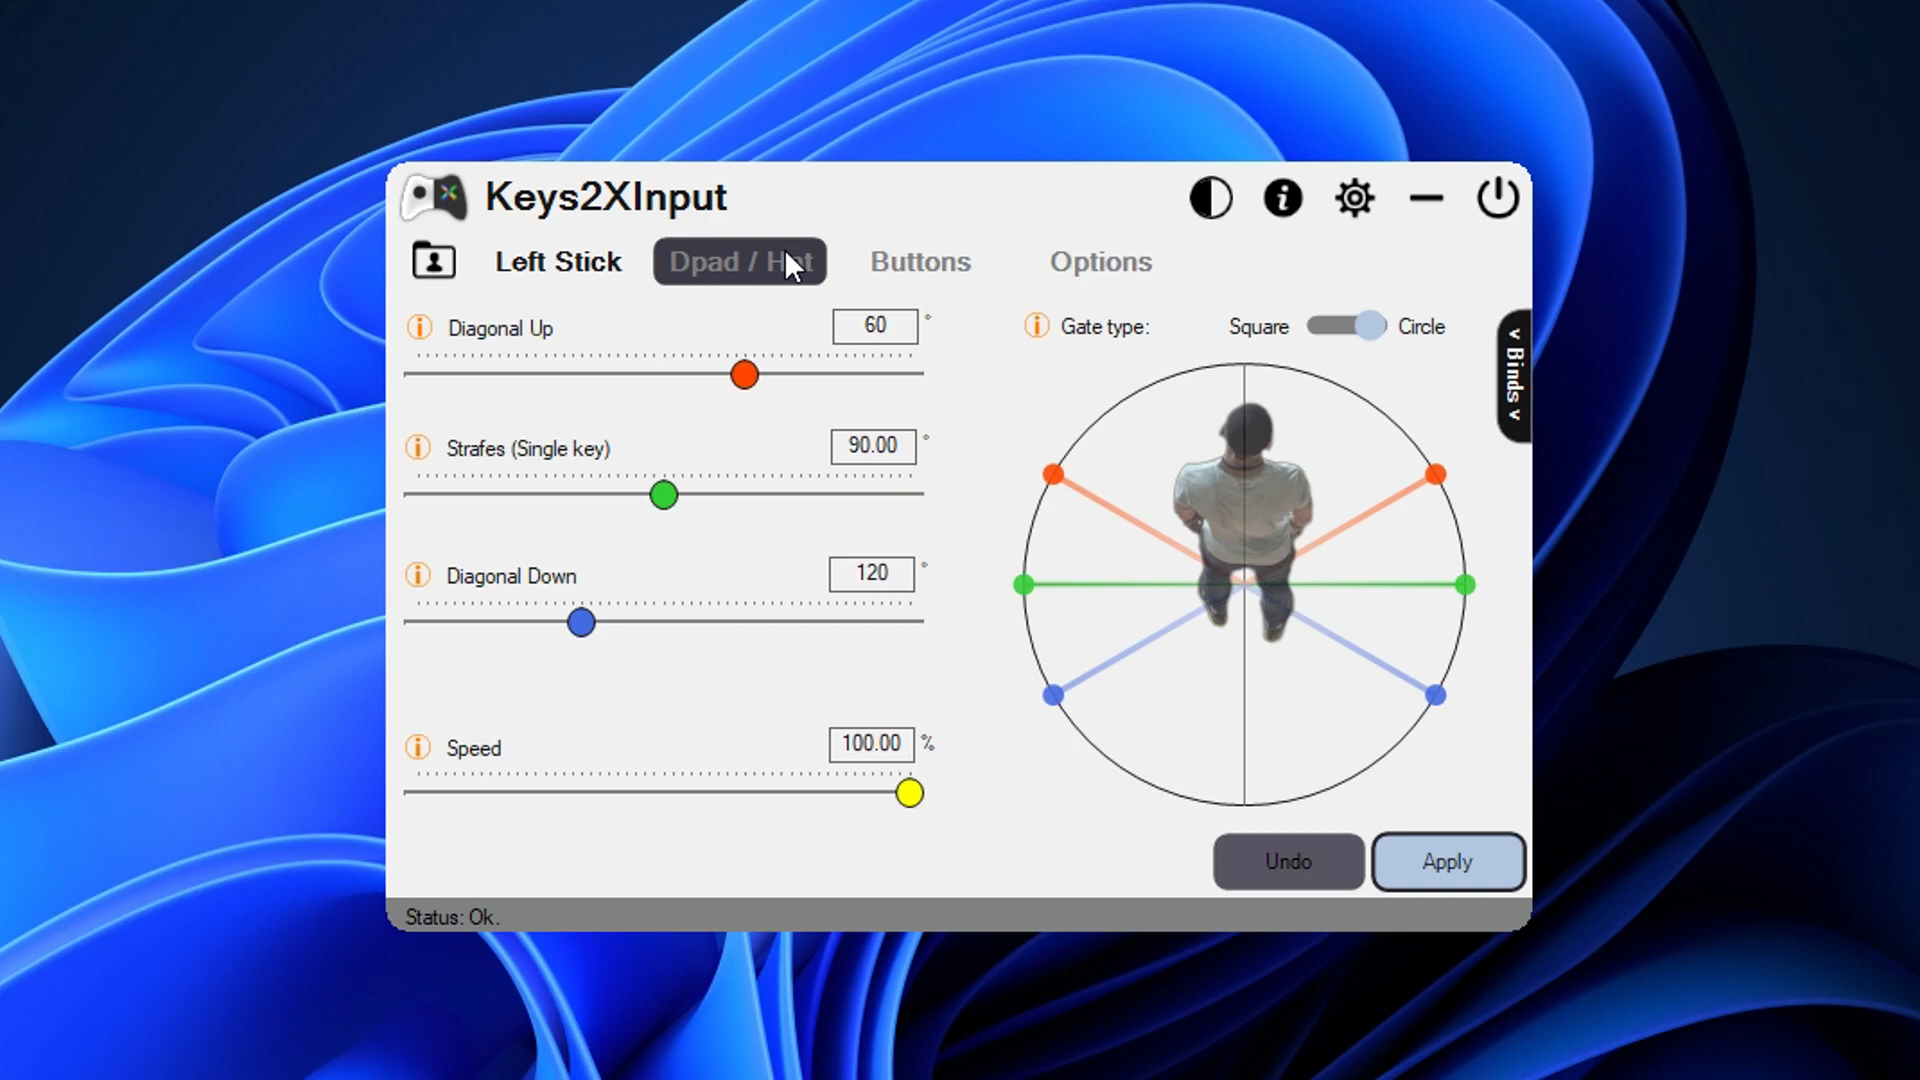 Keys2XInput
Left Stick
Dpad /
Buttons
Options
Diagonal Up
60 °
Gate type:
Square
Circle
< Binds <
Strafes (Single key)
90.00 °
Diagonal Down
120 °
Speed
100.00 %
Undo
Apply
Status: Ok.